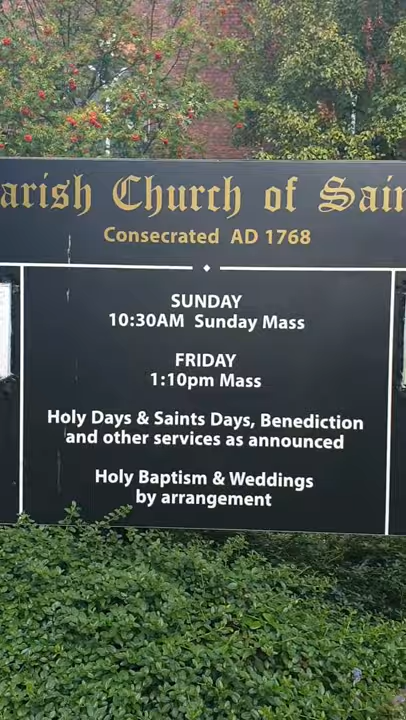 arish Church of Sain
Consecrated AD 1768
SUNDAY
10:30AM Sunday Mass
FRIDAY
1:10pm Mass
Holy Days & Saints Days, Benediction
and other services as announced
Holy Baptism & Weddings
by arrangement